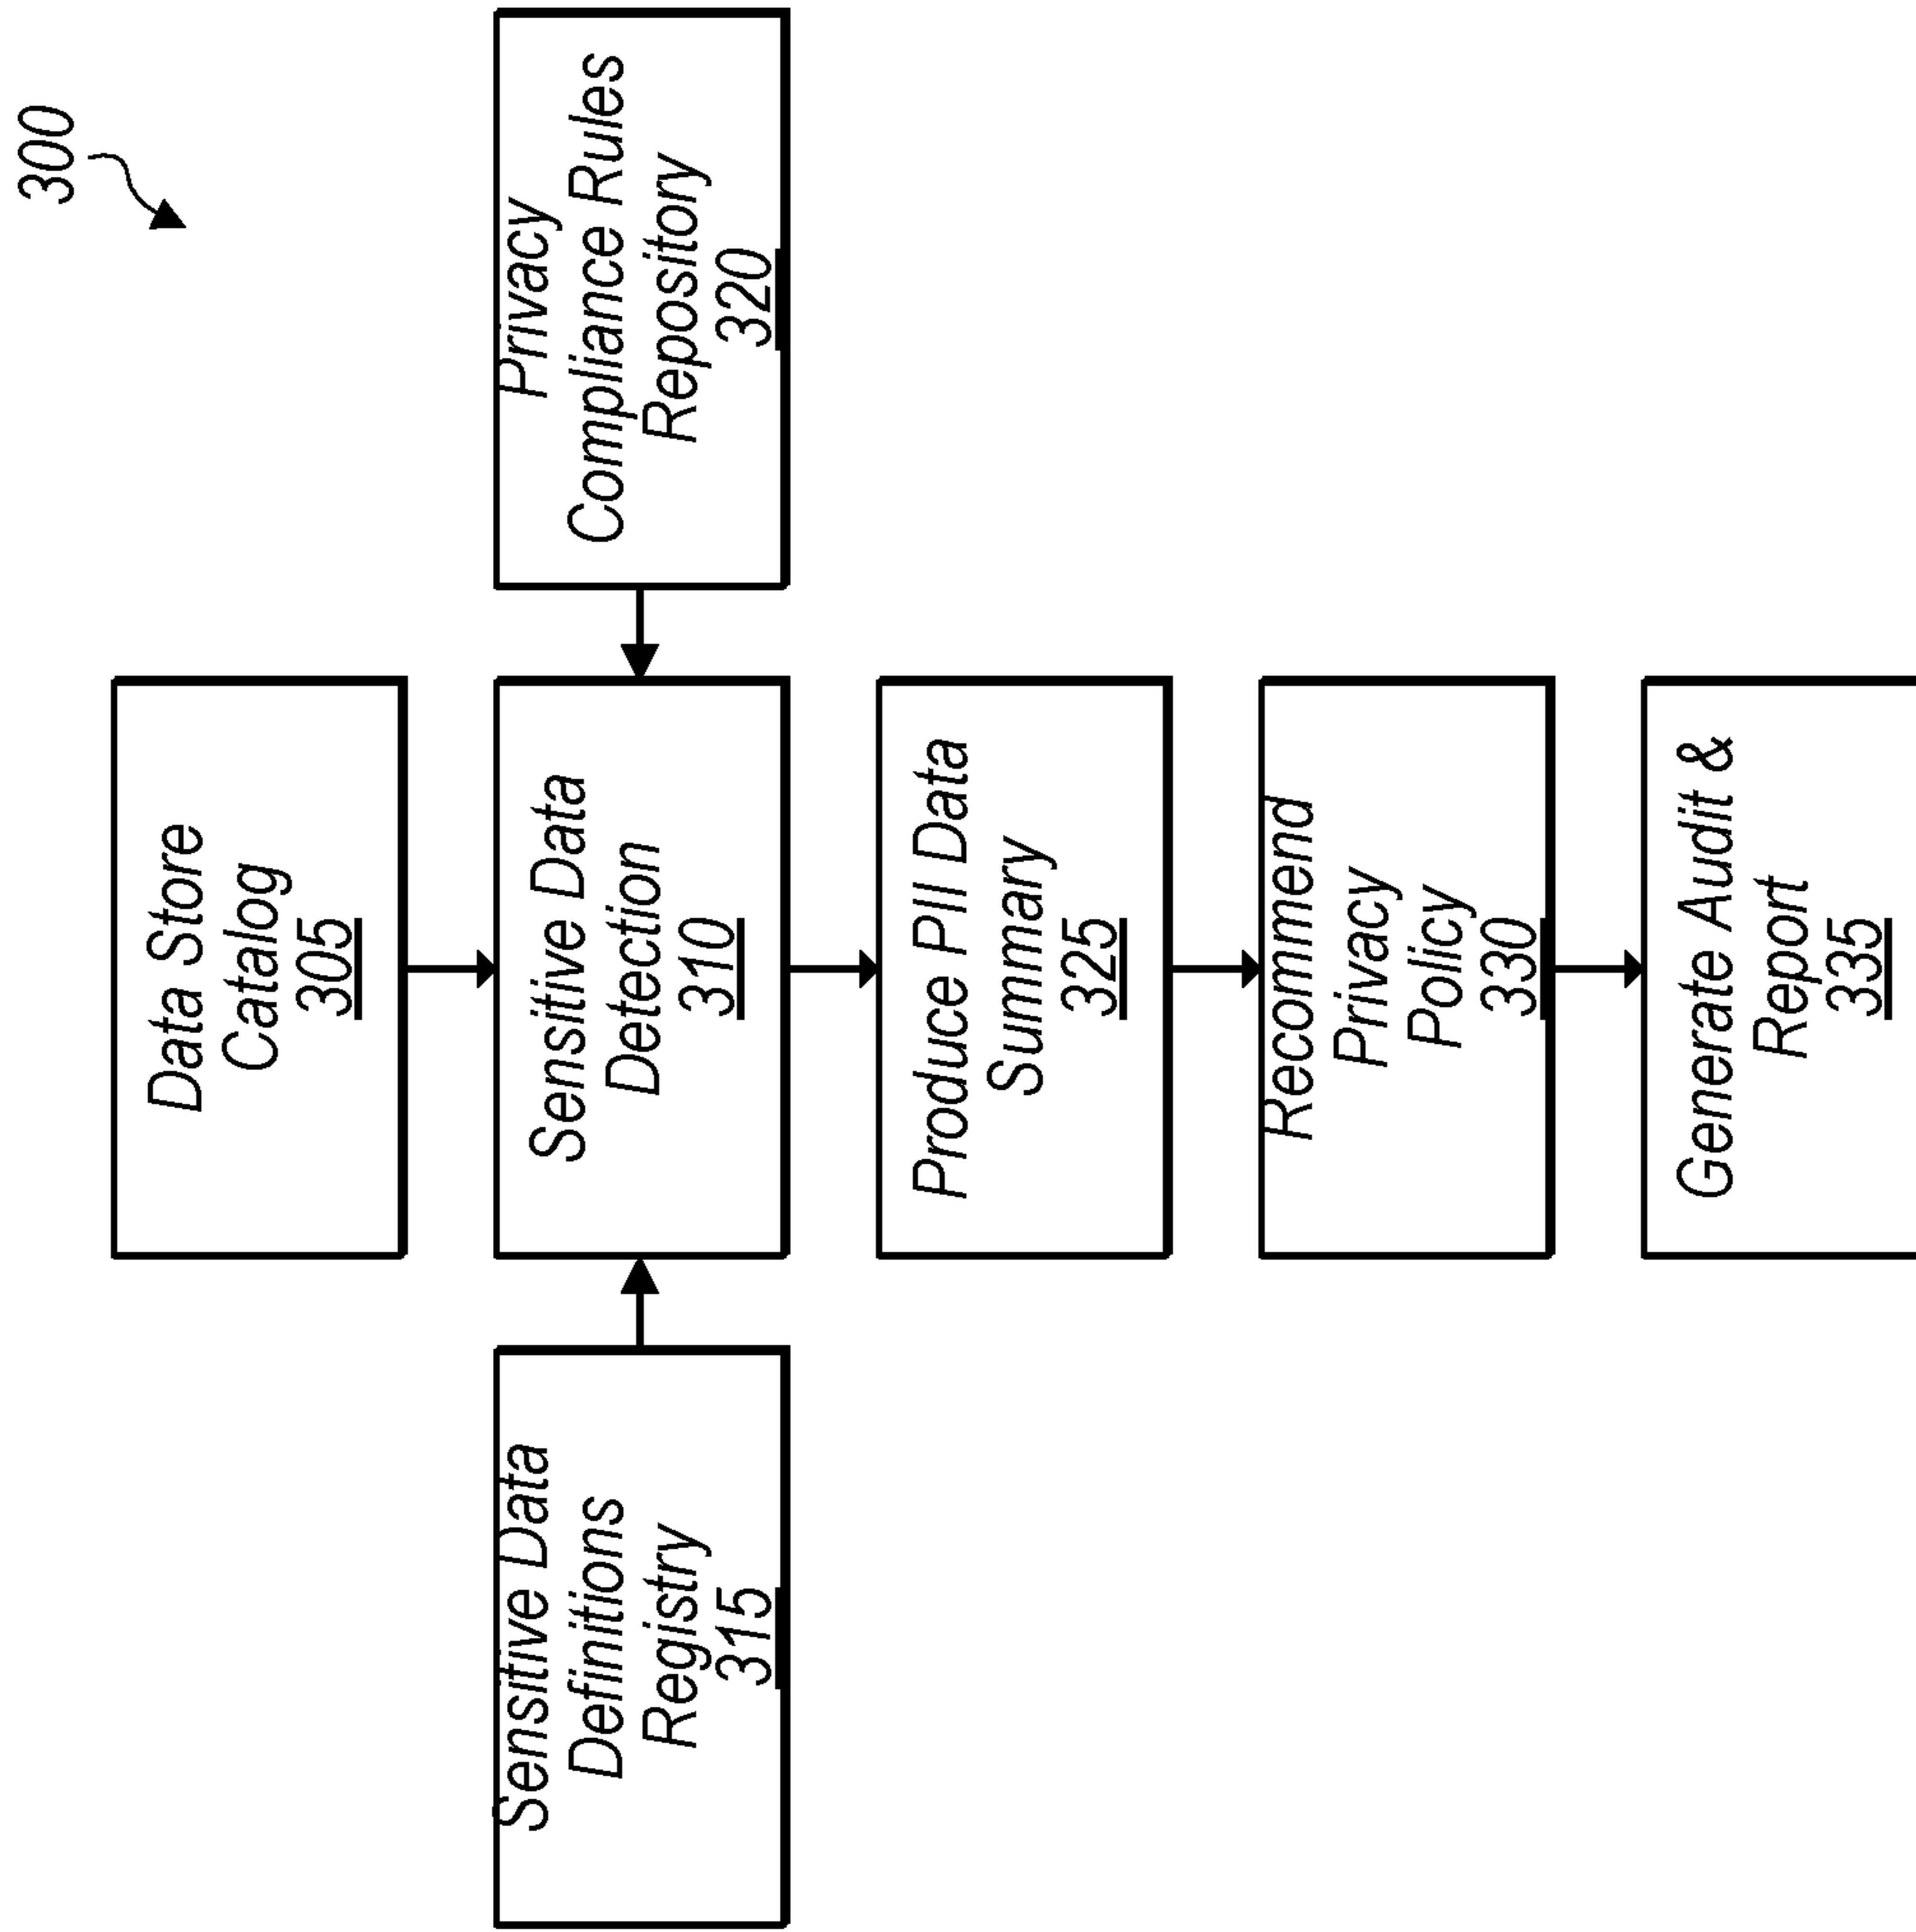 300
Data Store
Catalog
305
Sensitive Data
Definitions
Registry
315
Sensitive Data
Detection
310
Privacy
Compliance Rules
Repository
320
Produce PII Data
Summary
325
Recommend
Privacy
Policy
330
Generate Audit &
Report
335